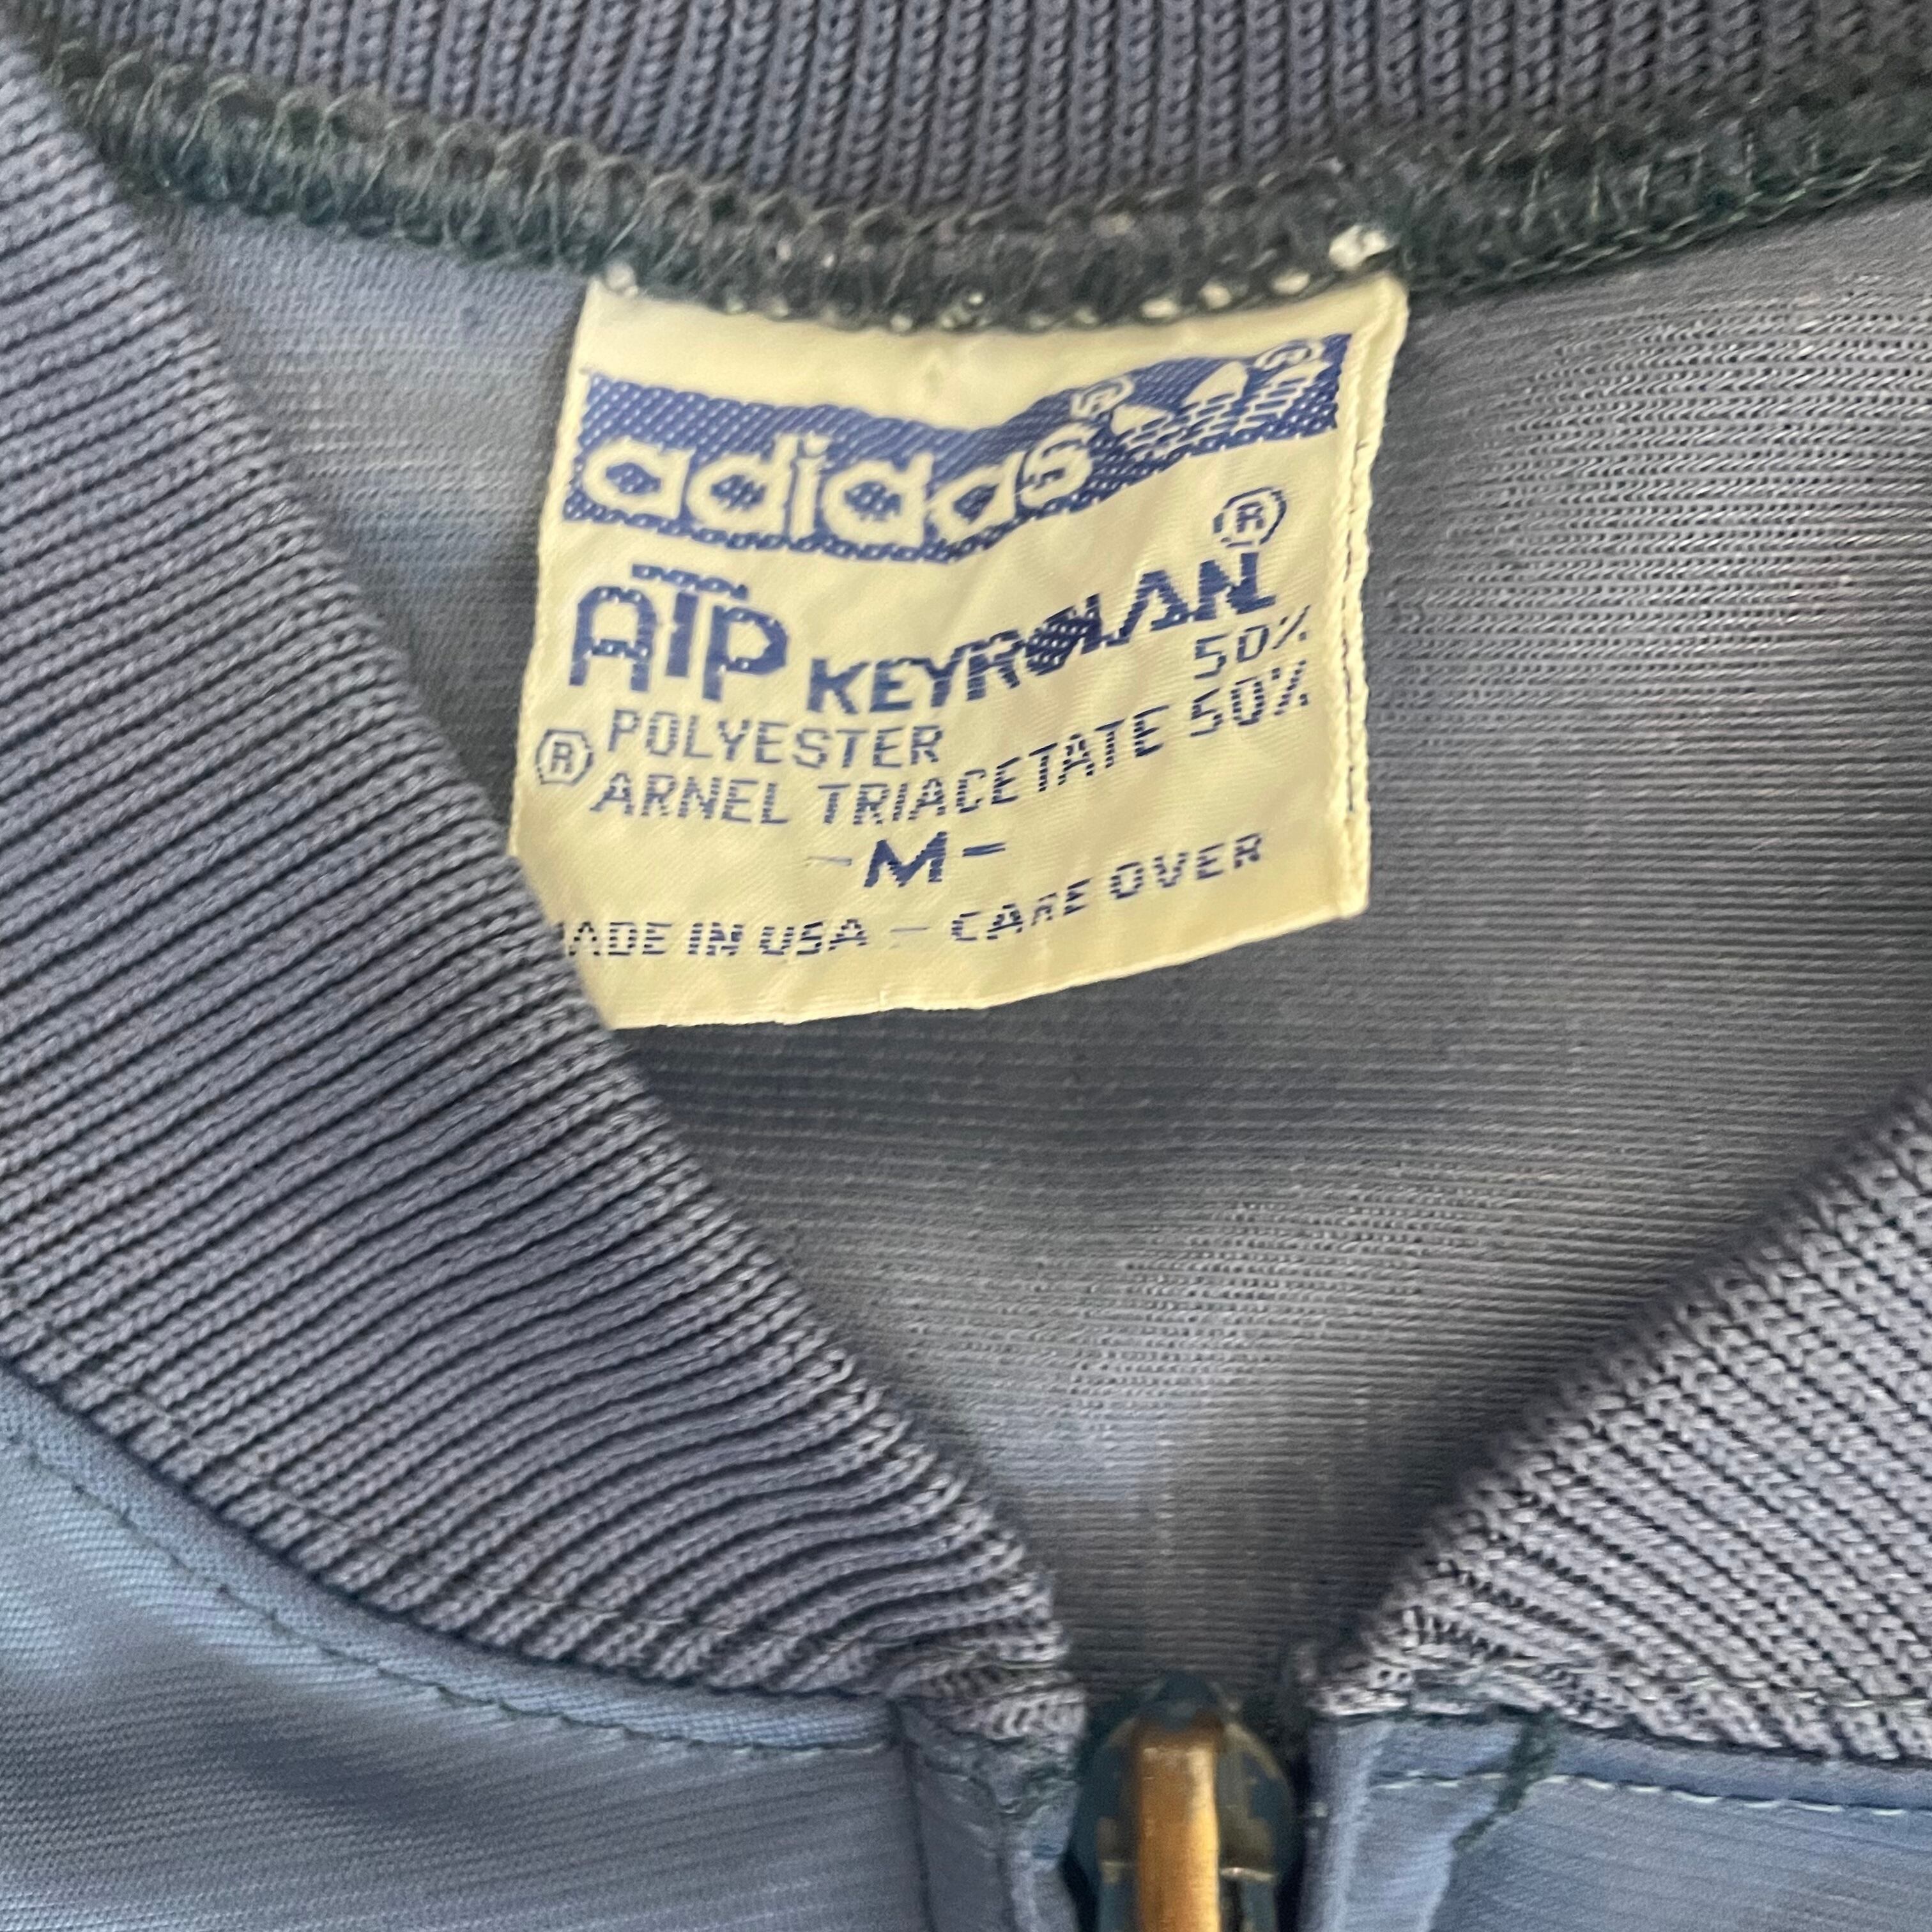 adidas® ®
ATP KEYROLAN®
POLYESTER 50%
® ARNEL TRIACETATE 50%
-M-
MADE IN USA - CARE OVER